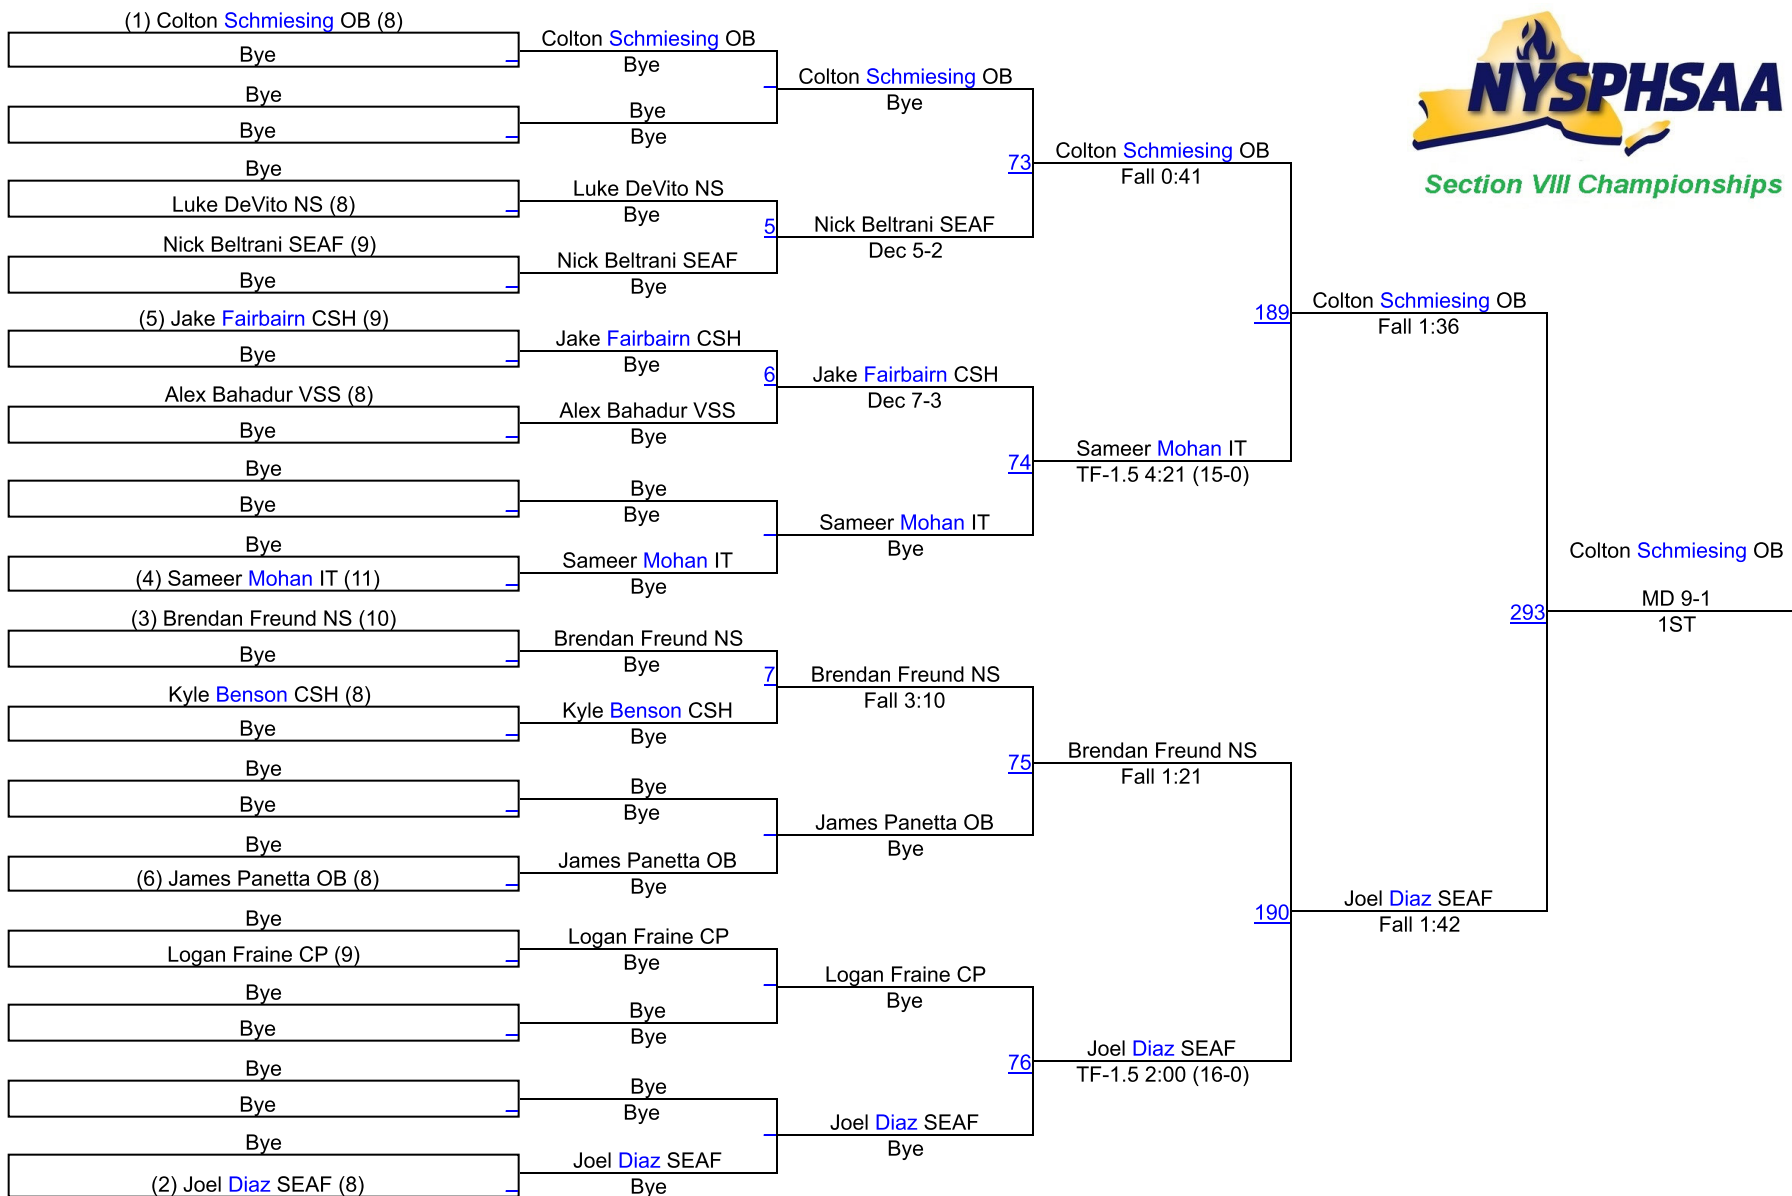 (1) Colton Schmiesing OB (8)
Bye
Bye
Bye
Bye
Luke DeVito NS (8)
Nick Beltrani SEAF (9)
Bye
(5) Jake Fairbairn CSH (9)
Bye
Alex Bahadur VSS (8)
Bye
Bye
Bye
Bye
(4) Sameer Mohan IT (11)
(3) Brendan Freund NS (10)
Bye
Kyle Benson CSH (8)
Bye
Bye
Bye
Bye
(6) James Panetta OB (8)
Bye
Logan Fraine CP (9)
Bye
Bye
Bye
Bye
Bye
(2) Joel Diaz SEAF (8)
Colton Schmiesing OB
Bye
Bye
Bye
Luke DeVito NS
Bye
5
Nick Beltrani SEAF
Bye
Jake Fairbairn CSH
Bye
6
Alex Bahadur VSS
Bye
Bye
Bye
Sameer Mohan IT
Bye
Brendan Freund NS
Bye
7
Kyle Benson CSH
Bye
Bye
Bye
James Panetta OB
Bye
Logan Fraine CP
Bye
Bye
Bye
Bye
Bye
Joel Diaz SEAF
Bye
Colton Schmiesing OB
Bye
73
Nick Beltrani SEAF
Dec 5-2
Jake Fairbairn CSH
Dec 7-3
74
Sameer Mohan IT
Bye
Brendan Freund NS
Fall 3:10
75
James Panetta OB
Bye
Logan Fraine CP
Bye
76
Joel Diaz SEAF
Bye
Colton Schmiesing OB
Fall 0:41
189
Sameer Mohan IT
TF-1.5 4:21 (15-0)
Brendan Freund NS
Fall 1:21
190
Joel Diaz SEAF
TF-1.5 2:00 (16-0)
Colton Schmiesing OB
Fall 1:36
293
Joel Diaz SEAF
Fall 1:42
Colton Schmiesing OB
MD 9-1
1ST
NYSPHSAA
Section VIII Championships